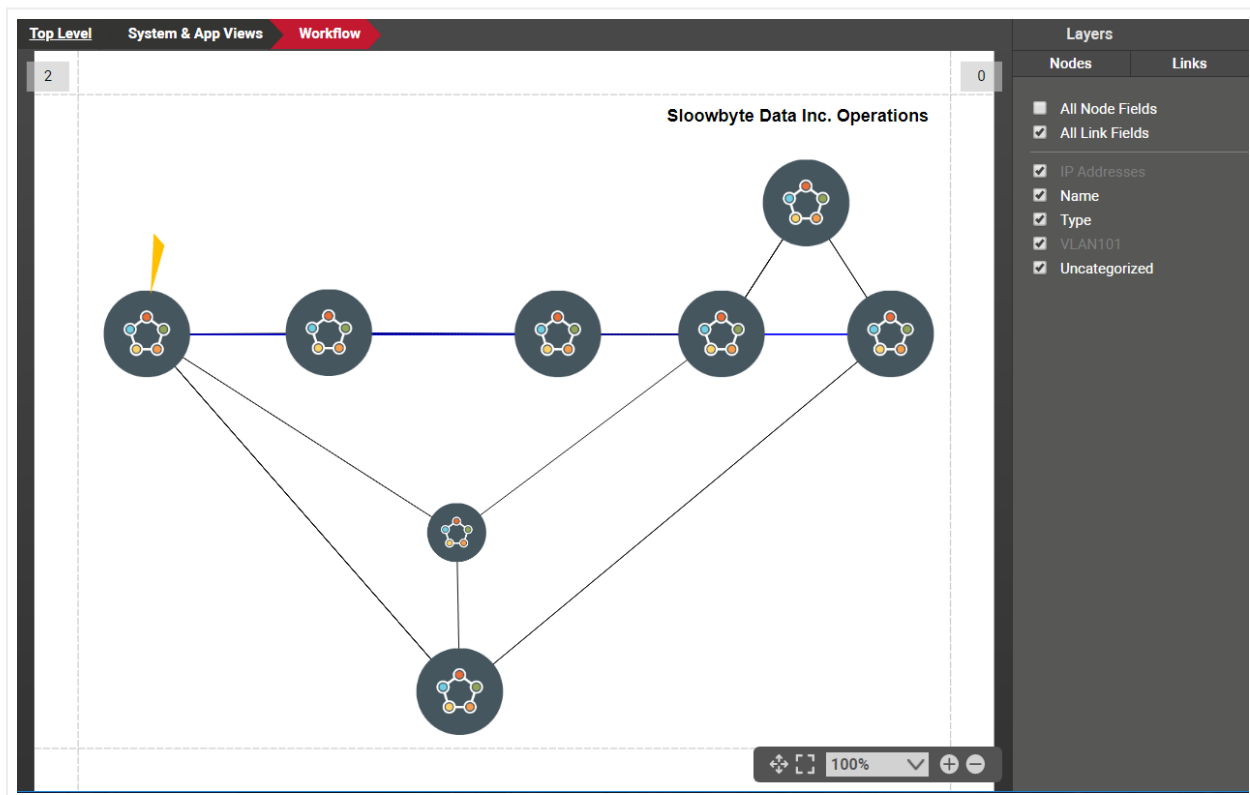 Top Level System & App Views Workflow
Layers
Nodes Links
2
0
Sloowbyte Data Inc. Operations
All Node Fields
All Link Fields
IP Addresses
Name
Type
VLAN101
Uncategorized
100%